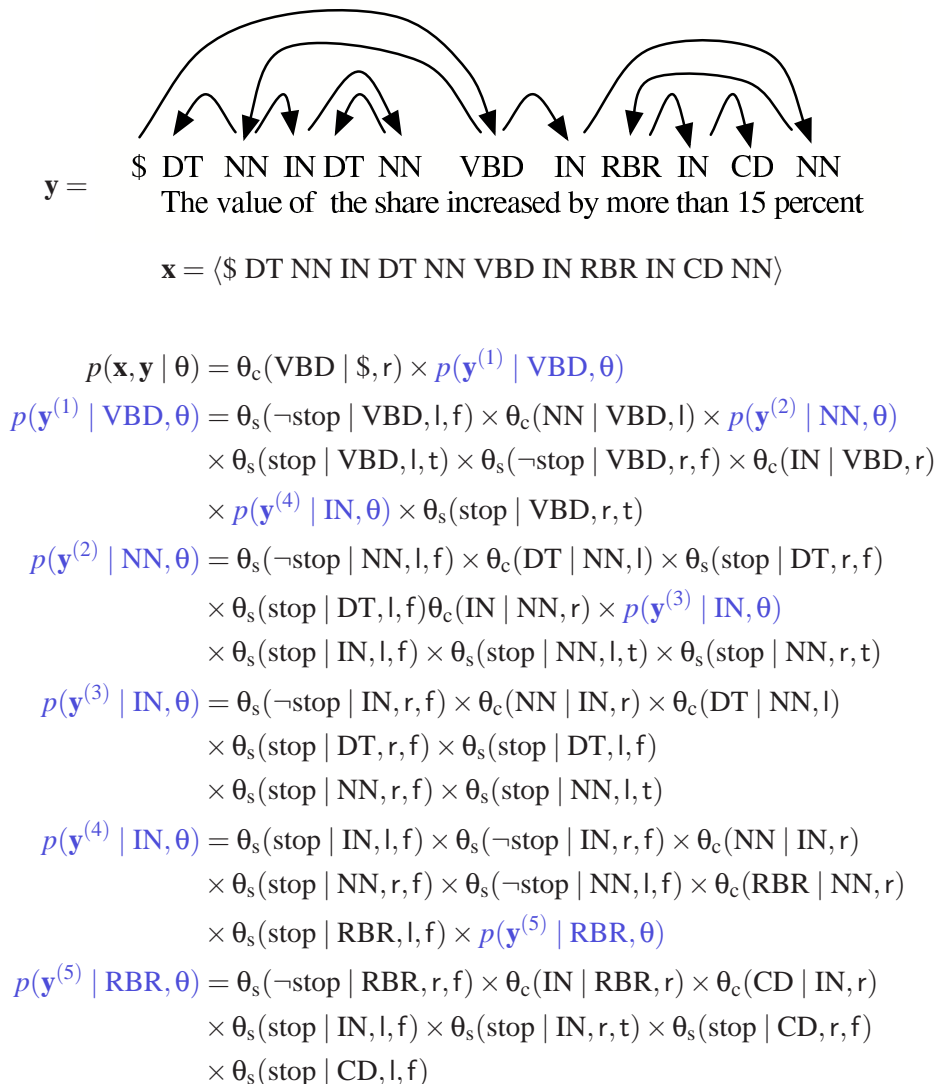 $ DT NN IN DT NN VBD IN RBR IN CD NN
y =
The value of the share increased by more than 15 percent
x = ⟨$ DT NN IN DT NN VBD IN RBR IN CD NN⟩
p(x, y | θ) = θc(VBD | $, r) × p(y(1) | VBD, θ)
p(y(1) | VBD, θ) = θs(¬stop | VBD, l, f) × θc(NN | VBD, l) × p(y(2) | NN, θ)
× θs(stop | VBD, l, t) × θs(¬stop | VBD, r, f) × θc(IN | VBD, r)
× p(y(4) | IN, θ) × θs(stop | VBD, r, t)
p(y(2) | NN, θ) = θs(¬stop | NN, l, f) × θc(DT | NN, l) × θs(stop | DT, r, f)
× θs(stop | DT, l, f)θc(IN | NN, r) × p(y(3) | IN, θ)
× θs(stop | IN, l, f) × θs(stop | NN, l, t) × θs(stop | NN, r, t)
p(y(3) | IN, θ) = θs(¬stop | IN, r, f) × θc(NN | IN, r) × θc(DT | NN, l)
× θs(stop | DT, r, f) × θs(stop | DT, l, f)
× θs(stop | NN, r, f) × θs(stop | NN, l, t)
p(y(4) | IN, θ) = θs(stop | IN, l, f) × θs(¬stop | IN, r, f) × θc(NN | IN, r)
× θs(stop | NN, r, f) × θs(¬stop | NN, l, f) × θc(RBR | NN, r)
× θs(stop | RBR, l, f) × p(y(5) | RBR, θ)
p(y(5) | RBR, θ) = θs(¬stop | RBR, r, f) × θc(IN | RBR, r) × θc(CD | IN, r)
× θs(stop | IN, l, f) × θs(stop | IN, r, t) × θs(stop | CD, r, f)
× θs(stop | CD, l, f)